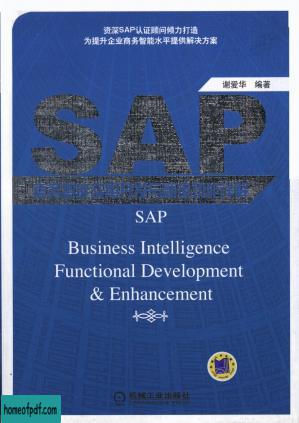 资深SAP认证顾问倾力打造
为提升企业商务智能水平提供解决方案
谢爱华 编著
SAP
SAP
Business Intelligence
Functional Development
& Enhancement
机械工业出版社
homeofpdf.com